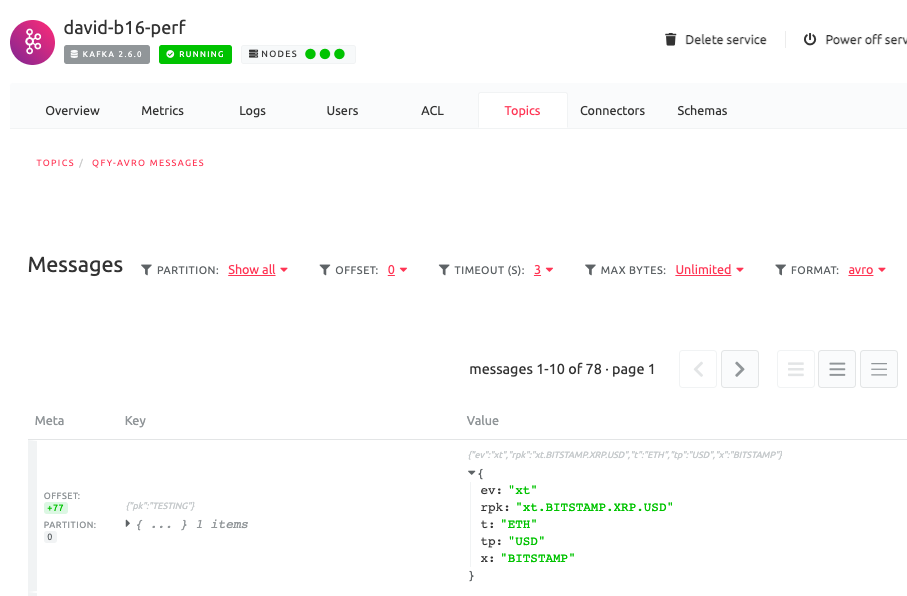 david-b16-perf
KAFKA 2.6.0
RUNNING
NODES
Delete service
Power off serv
Overview
Metrics
Logs
Users
ACL
Topics
Connectors
Schemas
TOPICS / QFY-AVRO MESSAGES
Messages
PARTITION: Show all
OFFSET: 0
TIMEOUT (S): 3
MAX BYTES: Unlimited
FORMAT: avro
messages 1-10 of 78 · page 1
Meta
Key
Value
OFFSET:
+77
PARTITION:
0
{"pk":"TESTING"}
{ ... } 1 items
{"ev":"xt","rpk":"xt.BITSTAMP.XRP.USD","t":"ETH","tp":"USD","x":"BITSTAMP"}
{
ev: "xt"
rpk: "xt.BITSTAMP.XRP.USD"
t: "ETH"
tp: "USD"
x: "BITSTAMP"
}